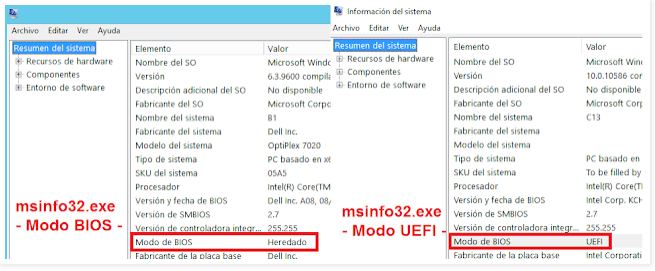 Archivo Editar Ver Ayuda
Resumen del sistema
Recursos de hardware
Componentes
Entorno de software
Elemento Valor
Nombre del SO Microsoft Windo
Versión 6.3.9600 compila
Descripción adicional del SO No disponible
Fabricante del SO Microsoft Corp
Nombre del sistema B1
Fabricante del sistema Dell Inc.
Modelo del sistema OptiPlex 7020
Tipo de sistema PC basado en x6
SKU del sistema 05A5
Procesador Intel(R) Core(TM
Versión y fecha de BIOS Dell Inc. A08, 08/
Versión de SMBIOS 2.7
Versión de controladora integr... 255.255
Modo de BIOS Heredado
Fabricante de la placa base Dell Inc.
msinfo32.exe
- Modo BIOS -
Información del sistema
Archivo Editar Ver Ayuda
Resumen del sistema
Recursos de hardware
Componentes
Entorno de software
Elemento Valor
Nombre del SO Microsoft Wind
Versión 10.0.10586 com
Descripción adicional del SO No disponible
Fabricante del SO Microsoft Corp
Nombre del sistema C13
Fabricante del sistema
Modelo del sistema
Tipo de sistema PC basado en
SKU del sistema To be filled by
Procesador Intel(R) Core(T
Versión y fecha de BIOS Intel Corp. KCH
Versión de SMBIOS 2.7
Versión de controladora integr... 255.255
Modo de BIOS UEFI
Fabricante de la placa base Intel Corporati
msinfo32.exe
- Modo UEFI -